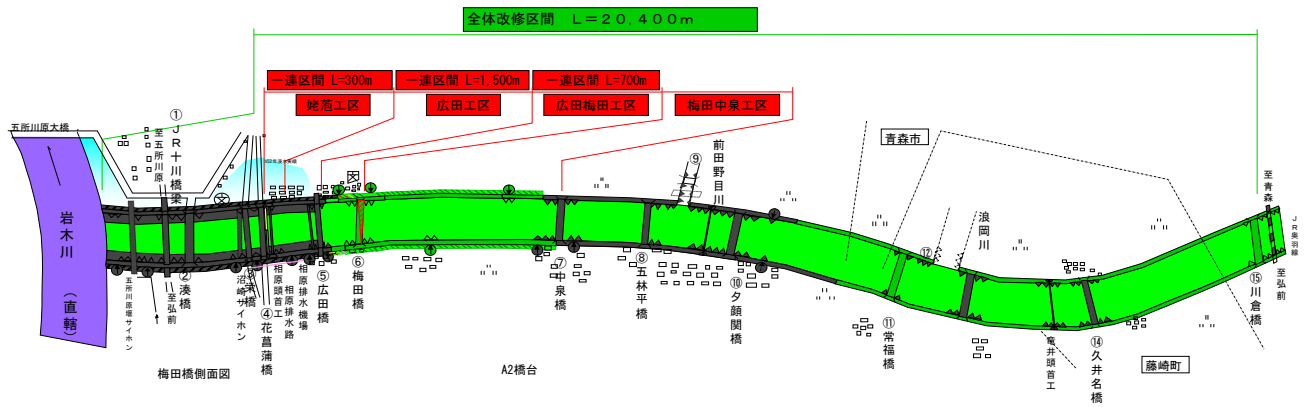 全体改修区間 L=20,400m
一連区間 L=300m
一連区間 L=1,500m
一連区間 L=700m
姥萢工区
広田工区
広田梅田工区
梅田中泉工区
五所川原大橋
至五所川原
①JR十川橋梁
岩木川
(直轄)
五所川原堰サイホン
至弘前
②湊橋
沼崎サイホン
④花菖蒲橋
相原頭首工
相原排水路
相原排水機場
⑤広田橋
⑥梅田橋
⑦中泉橋
⑧五林平橋
⑨
前田野目川
⑩夕顔関橋
青森市
⑪常福橋
⑫
浪岡川
竜井頭首工
⑭久井名橋
藤崎町
⑮川倉橋
至青森
JR奥羽線
至弘前
梅田橋側面図
A2橋台